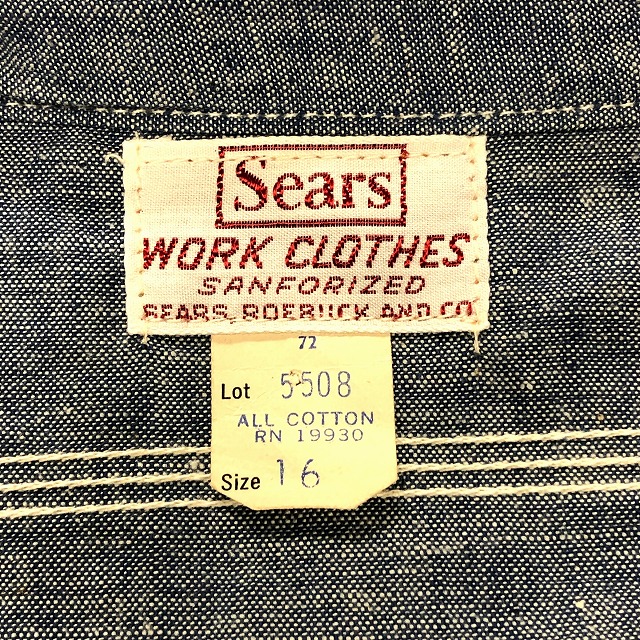 Sears
WORK CLOTHES
SANFORIZED
SEARS, ROEBUCK AND CO.
72
Lot 5508
ALL COTTON
RN 19930
Size 16